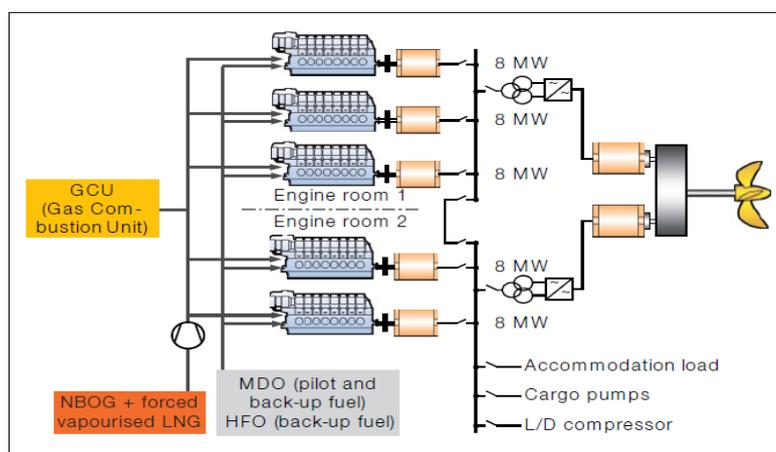 8 MW
8 MW
8 MW
Engine room 1
Engine room 2
GCU
(Gas Com-
bustion Unit)
8 MW
8 MW
NBOG + forced
vapourised LNG
MDO (pilot and
back-up fuel)
HFO (back-up fuel)
Accommodation load
Cargo pumps
L/D compressor